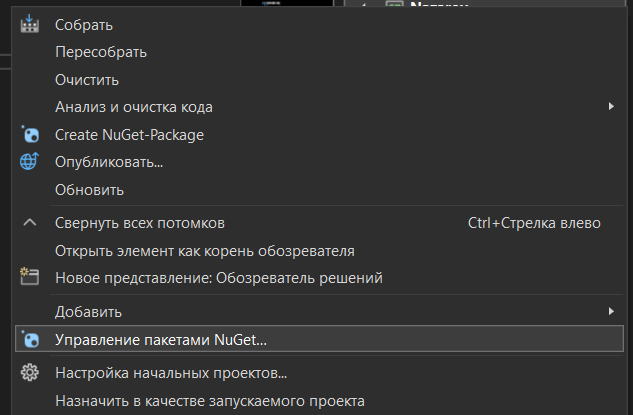 Собрать
Пересобрать
Очистить
Анализ и очистка кода
Create NuGet-Package
Опубликовать...
Обновить
Свернуть всех потомков Ctrl+Стрелка влево
Открыть элемент как корень обозревателя
Новое представление: Обозреватель решений
Добавить
Управление пакетами NuGet...
Настройка начальных проектов...
Назначить в качестве запускаемого проекта